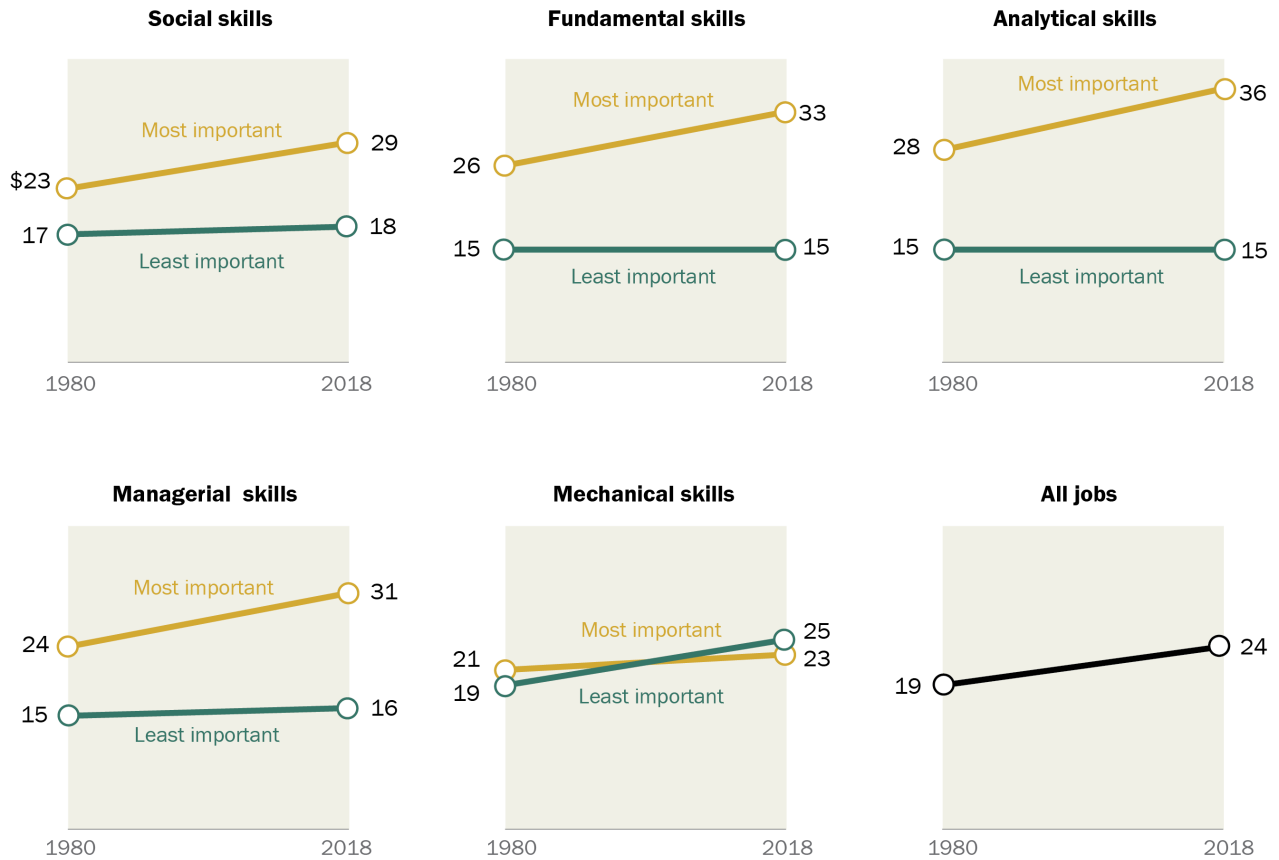 Social skills
Most important
$23
29
17
18
Least important
1980
2018
Fundamental skills
Most important
26
33
15
15
Least important
1980
2018
Analytical skills
Most important
28
36
15
15
Least important
1980
2018
Managerial  skills
Most important
24
31
15
16
Least important
1980
2018
Mechanical skills
Most important
21
25
19
23
Least important
1980
2018
All jobs
19
24